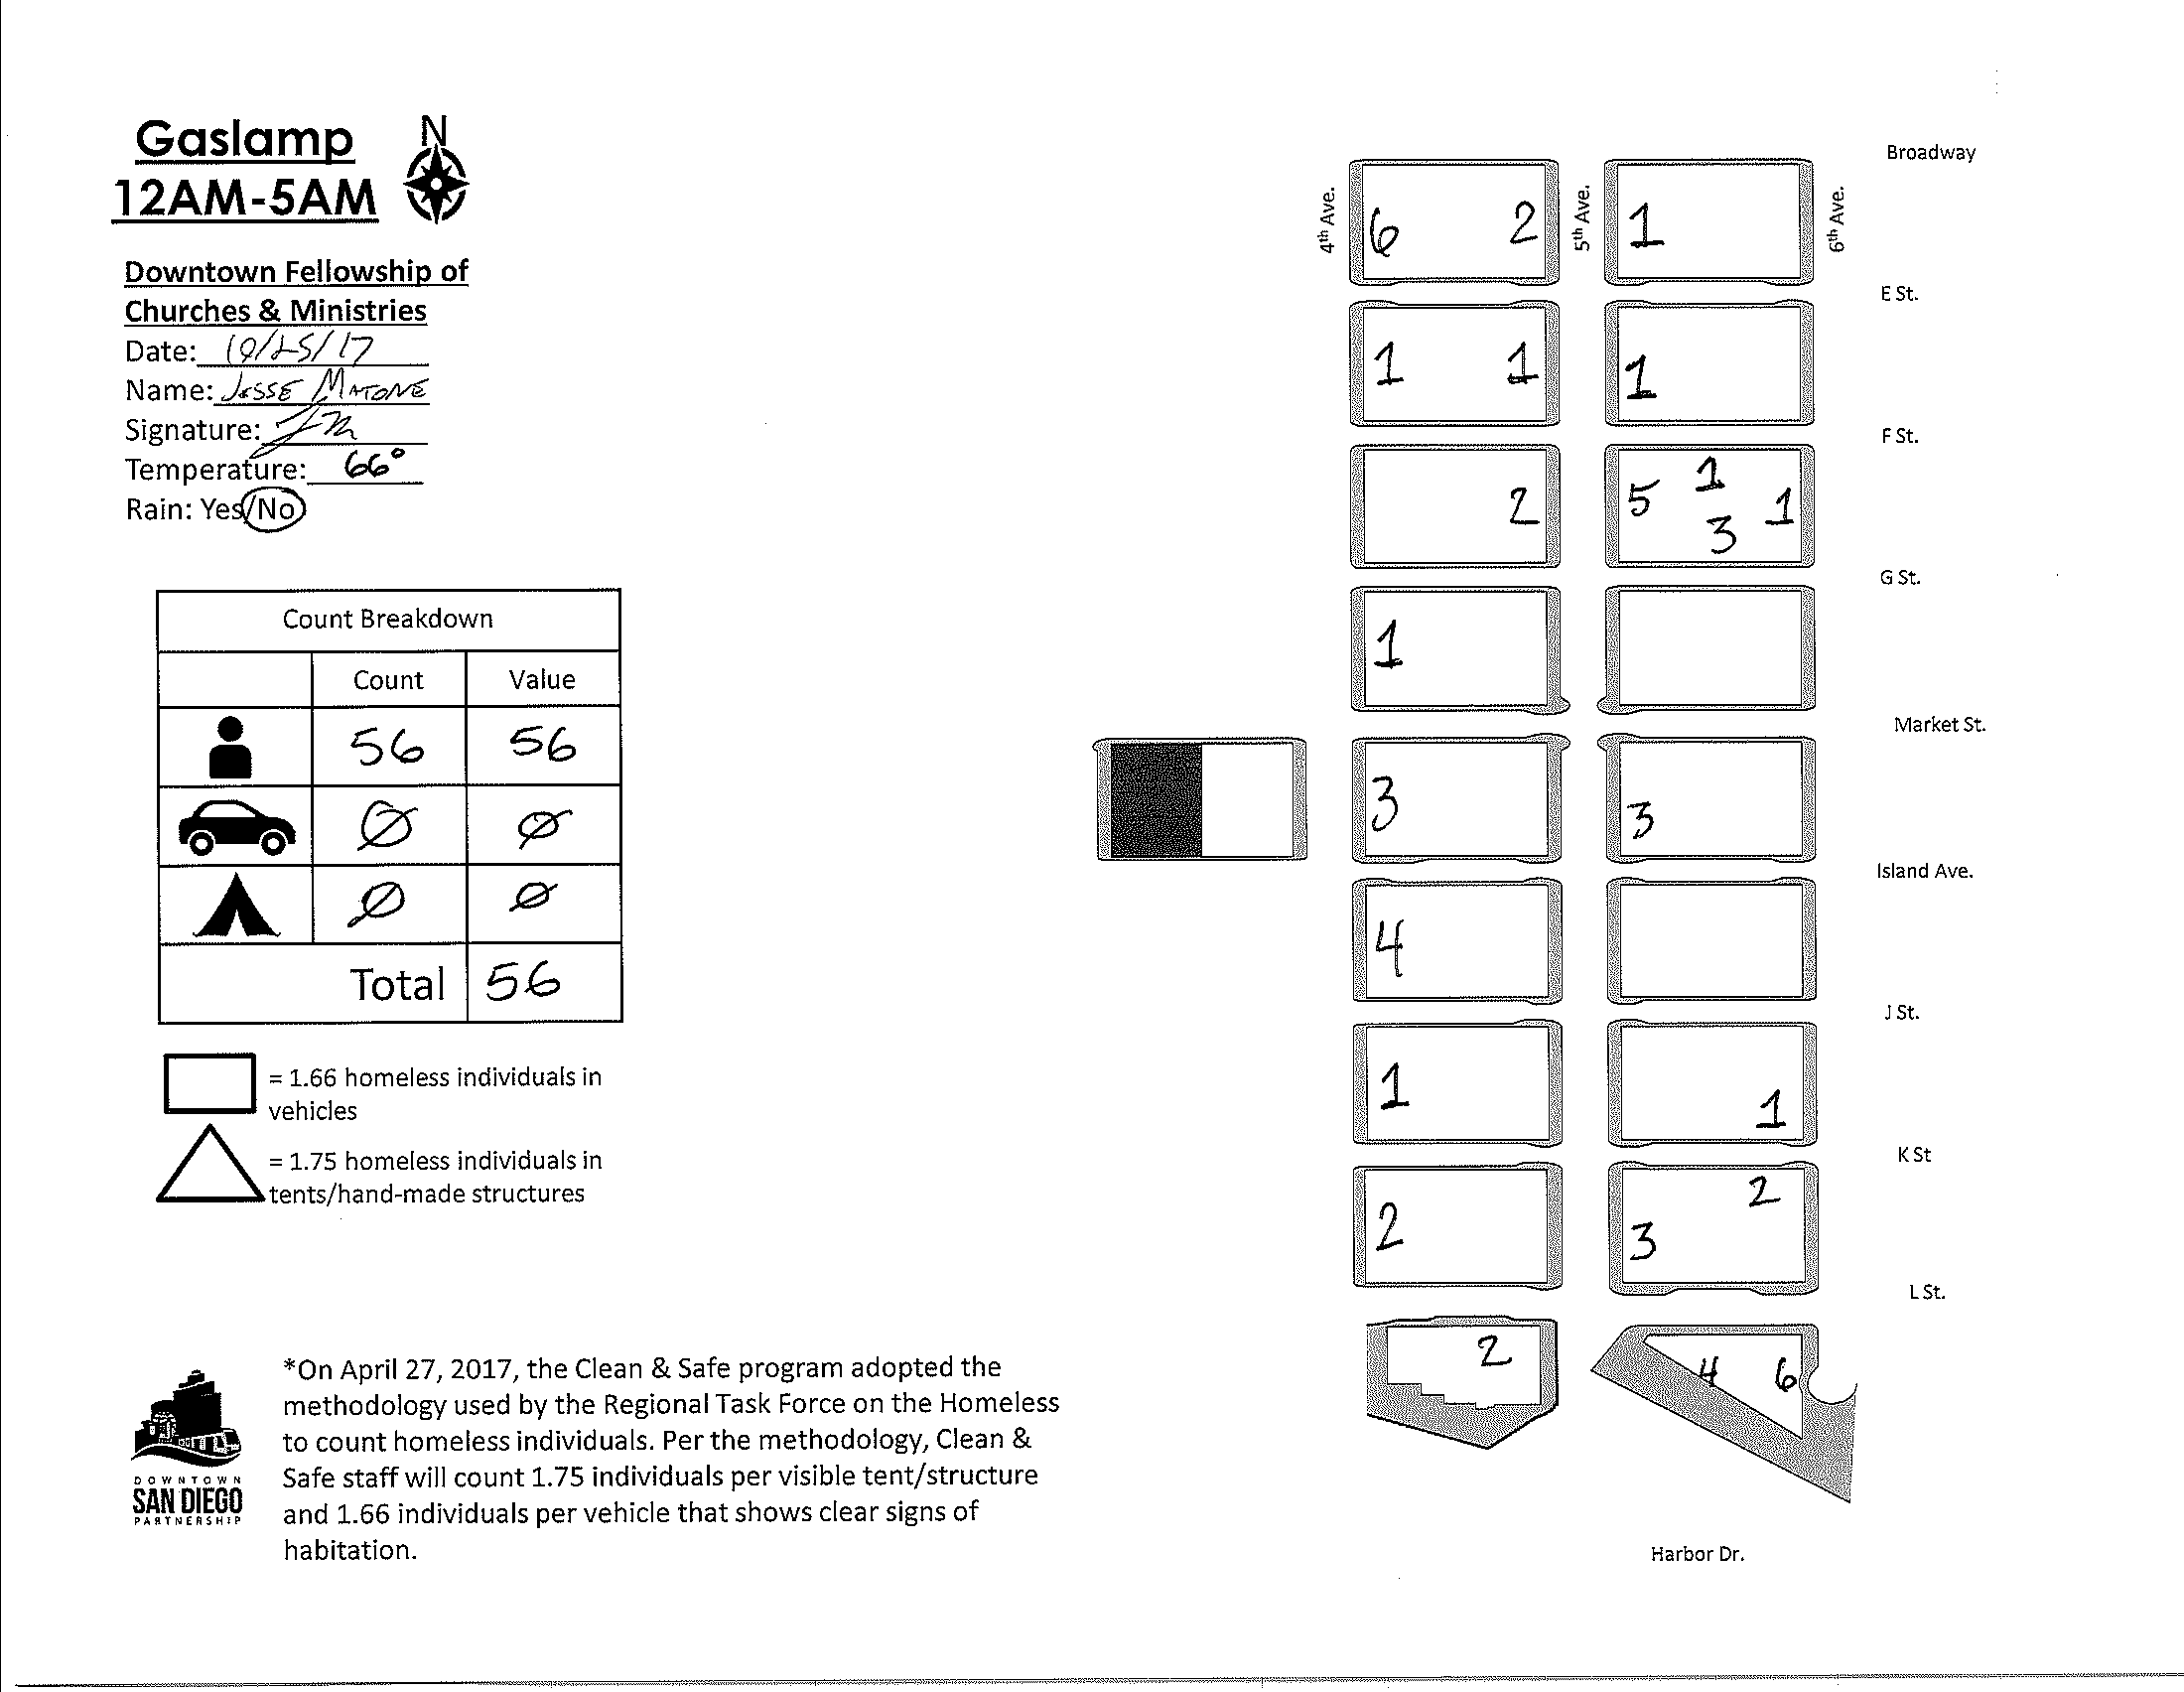 Gaslamp
N
12AM-5AM
Downtown Fellowship of
Churches & Ministries
Date: 10/25/17
Name: JESSE MATONE
Signature: JM
Temperature: 66°
Rain: Yes/No
Count Breakdown
Count Value
56 56
Ø Ø
Ø Ø
Total 56
= 1.66 homeless individuals in
vehicles
= 1.75 homeless individuals in
tents/hand-made structures
DOWNTOWN
SAN DIEGO
PARTNERSHIP
*On April 27, 2017, the Clean & Safe program adopted the
methodology used by the Regional Task Force on the Homeless
to count homeless individuals. Per the methodology, Clean &
Safe staff will count 1.75 individuals per visible tent/structure
and 1.66 individuals per vehicle that shows clear signs of
habitation.
Broadway
4th Ave. 5th Ave. 6th Ave.
6 2 1
E St.
1 1 1
F St.
2 5 1 3 1
G St.
1
Market St.
3 3
Island Ave.
4
J St.
1 1
K St
2 3 2
L St.
2 4 6
Harbor Dr.